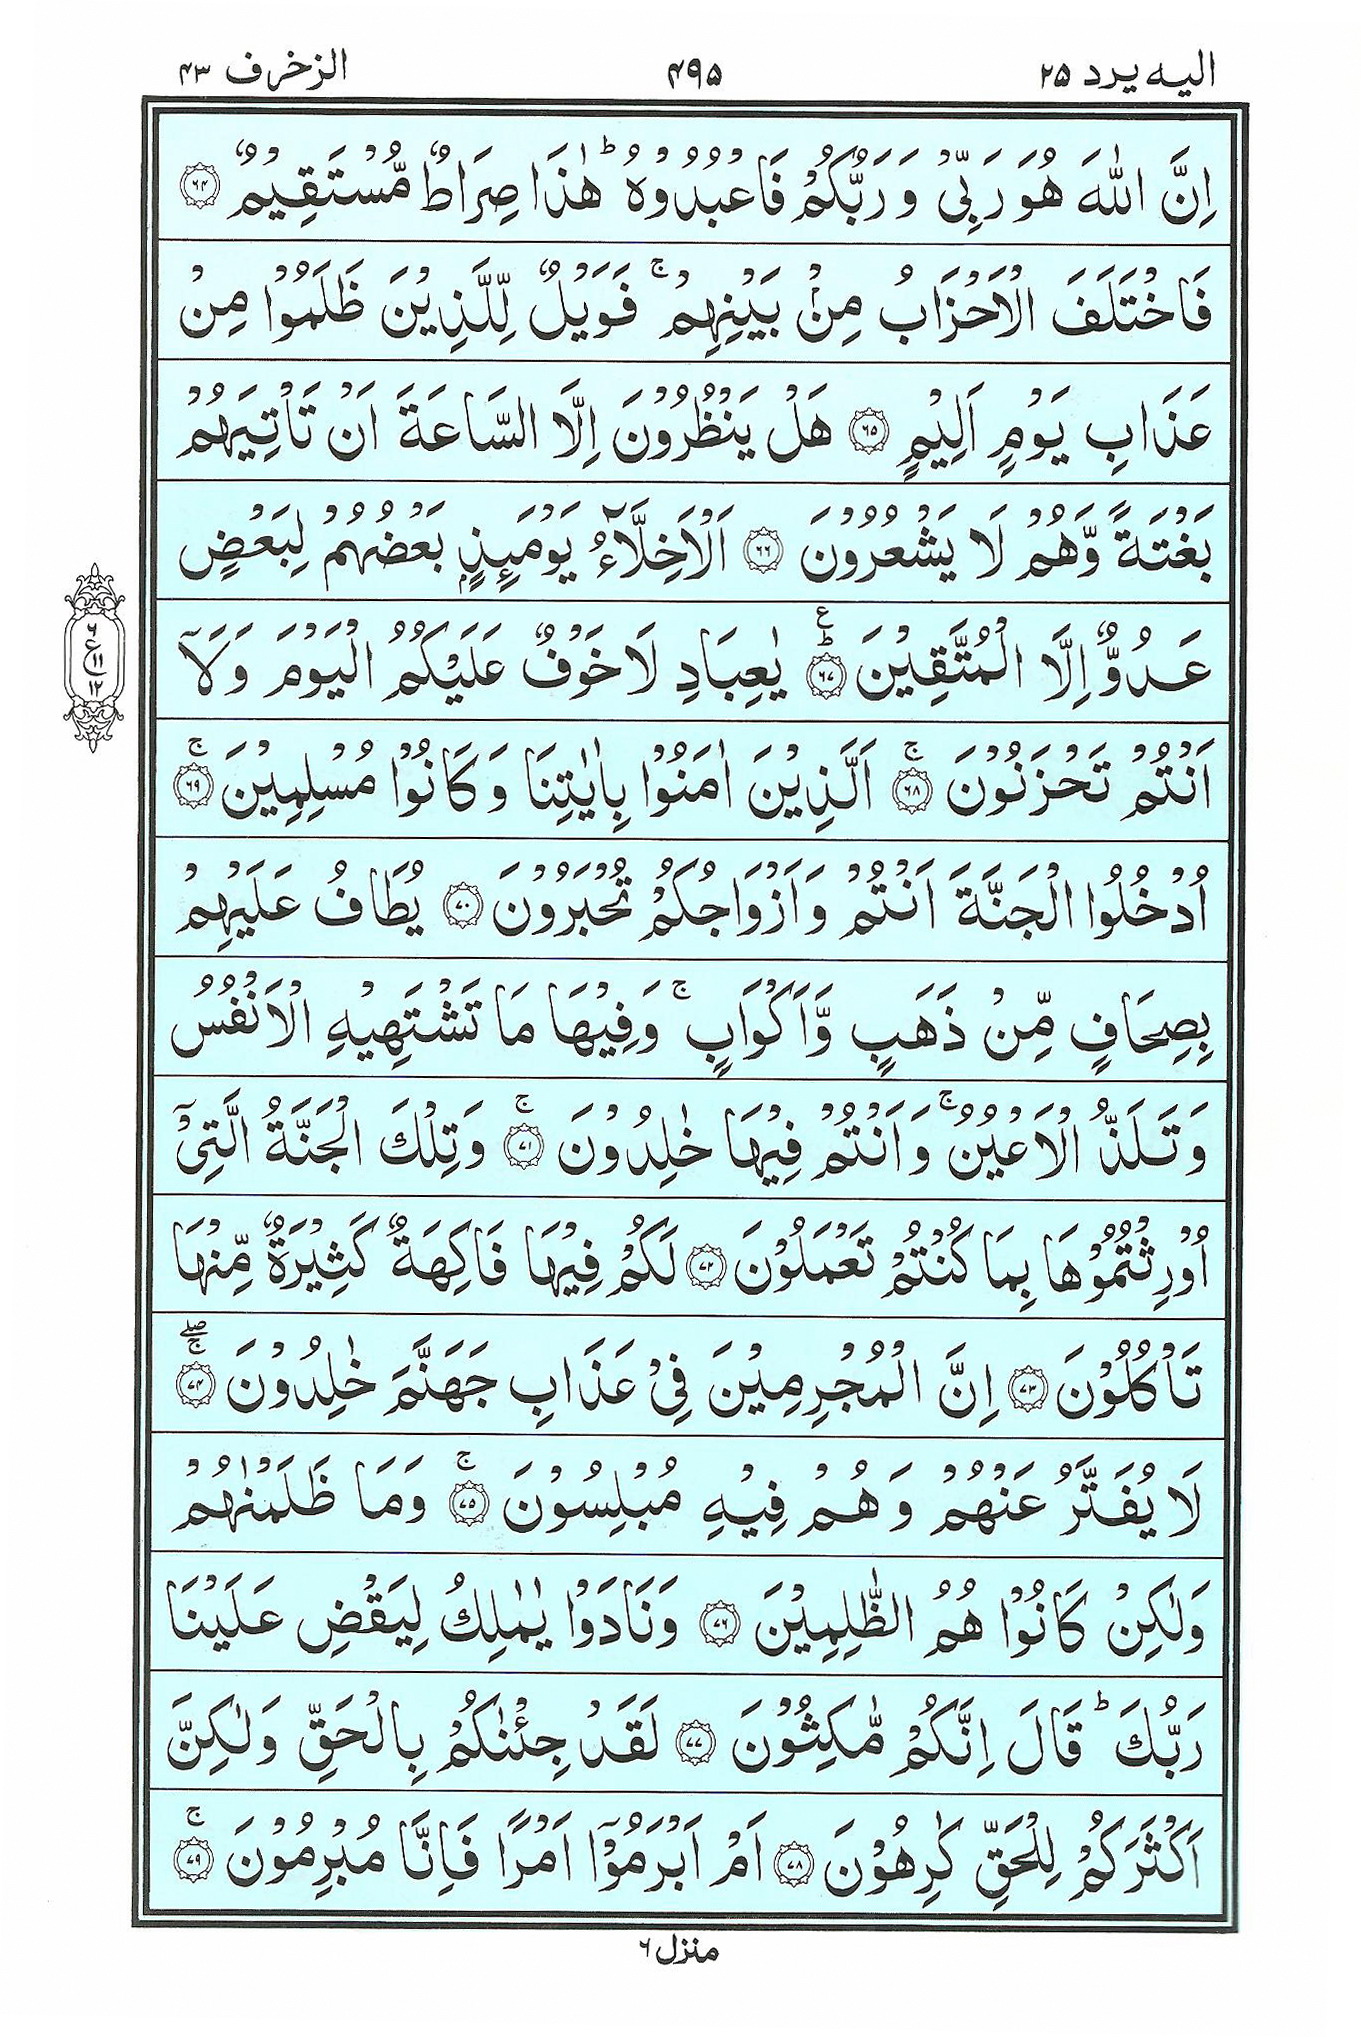 الیه یرد ۲۵
۴۹۵
الزخرف ۴۳
اِنَّ اللّٰهَ هُوَ رَبِّیْ وَ رَبُّكُمْ فَاعْبُدُوْهُ ؕ هٰذَا صِرَاطٌ مُّسْتَقِیْمٌ ﴿۶۴﴾
فَاخْتَلَفَ الْاَحْزَابُ مِنْۢ بَیْنِهِمْ ۚ فَوَیْلٌ لِّلَّذِیْنَ ظَلَمُوْا مِنْ
عَذَابِ یَوْمٍ اَلِیْمٍ ﴿۶۵﴾ هَلْ یَنْظُرُوْنَ اِلَّا السَّاعَةَ اَنْ تَاْتِیَهُمْ
بَغْتَةً وَّهُمْ لَا یَشْعُرُوْنَ ﴿۶۶﴾ اَلْاَخِلَّآءُ یَوْمَىِٕذٍۭ بَعْضُهُمْ لِبَعْضٍ
عَدُوٌّ اِلَّا الْمُتَّقِیْنَ ﴿۶۷﴾ؕ ع یٰعِبَادِ لَا خَوْفٌ عَلَیْكُمُ الْیَوْمَ وَلَاۤ
اَنْتُمْ تَحْزَنُوْنَ ﴿۶۸﴾ۚ اَلَّذِیْنَ اٰمَنُوْا بِاٰیٰتِنَا وَكَانُوْا مُسْلِمِیْنَ ﴿۶۹﴾ۚ
اُدْخُلُوا الْجَنَّةَ اَنْتُمْ وَاَزْوَاجُكُمْ تُحْبَرُوْنَ ﴿۷۰﴾ یُطَافُ عَلَیْهِمْ
بِصِحَافٍ مِّنْ ذَهَبٍ وَّاَكْوَابٍ ۚ وَفِیْهَا مَا تَشْتَهِیْهِ الْاَنْفُسُ
وَتَلَذُّ الْاَعْیُنُ ۚ وَاَنْتُمْ فِیْهَا خٰلِدُوْنَ ﴿۷۱﴾ۚ وَتِلْكَ الْجَنَّةُ الَّتِیْۤ
اُوْرِثْتُمُوْهَا بِمَا كُنْتُمْ تَعْمَلُوْنَ ﴿۷۲﴾ لَكُمْ فِیْهَا فَاكِهَةٌ كَثِیْرَةٌ مِّنْهَا
تَاْكُلُوْنَ ﴿۷۳﴾ اِنَّ الْمُجْرِمِیْنَ فِیْ عَذَابِ جَهَنَّمَ خٰلِدُوْنَ ﴿۷۴﴾ۚۖ
لَا یُفَتَّرُ عَنْهُمْ وَهُمْ فِیْهِ مُبْلِسُوْنَ ﴿۷۵﴾ۚ وَمَا ظَلَمْنٰهُمْ
وَلٰكِنْ كَانُوْا هُمُ الظّٰلِمِیْنَ ﴿۷۶﴾ وَنَادَوْا یٰمٰلِكُ لِیَقْضِ عَلَیْنَا
رَبُّكَ ؕ قَالَ اِنَّكُمْ مّٰكِثُوْنَ ﴿۷۷﴾ لَقَدْ جِئْنٰكُمْ بِالْحَقِّ وَلٰكِنَّ
اَكْثَرَكُمْ لِلْحَقِّ كٰرِهُوْنَ ﴿۷۸﴾ اَمْ اَبْرَمُوْۤا اَمْرًا فَاِنَّا مُبْرِمُوْنَ ﴿۷۹﴾ۚ
۶
ع ۱۱
۱۲
منزل ۶